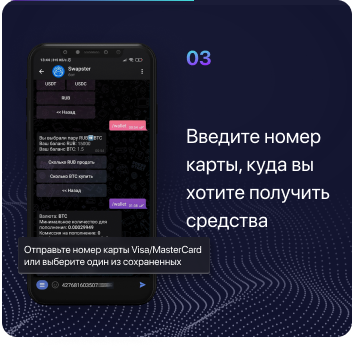 03
Введите номер
карты, куда вы
хотите получить
средства
Swapster
USDT
USDC
RUB
<< Назад
/wallet
Вы выбрали пару RUB BTC
Ваш баланс RUB: 15000
Ваш баланс BTC: 1.5
Сколько RUB продать
Сколько BTC купить
<< Назад
/wallet
Валюта: BTC
Минимальное количество для
пополнения: 0.00029949
Комиссия на пополнение: 0
Отправьте номер карты Visa/MasterCard
или выберите один из сохраненных
427681603507